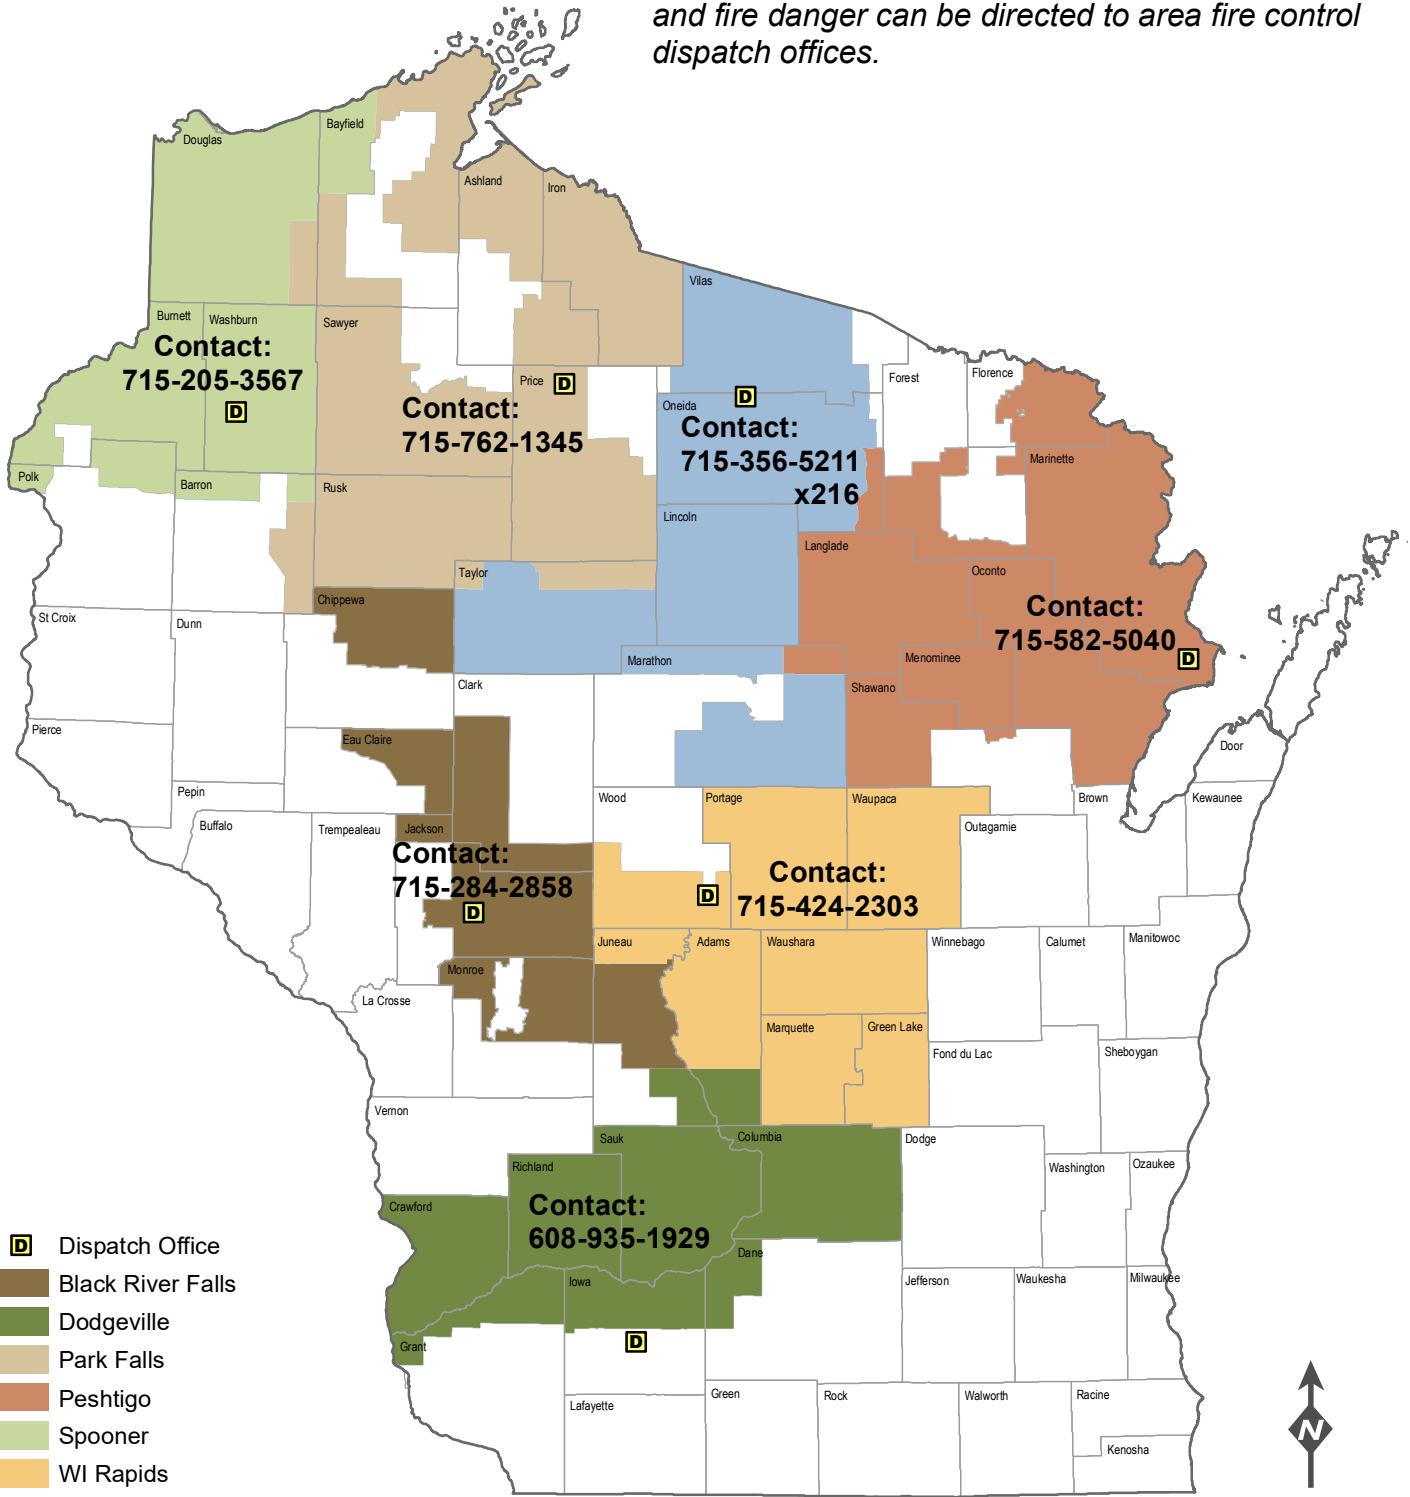 and fire danger can be directed to area fire control
dispatch offices.
Douglas
Bayfield
Ashland
Iron
Vilas
Burnett
Washburn
Sawyer
Contact:
715-205-3567
Price
D
D
Forest
Florence
Contact:
715-762-1345
D
Oneida
Contact:
715-356-5211
x216
Marinette
Polk
Barron
Rusk
Lincoln
Langlade
Taylor
Oconto
Chippewa
St Croix
Dunn
Contact:
715-582-5040
D
Marathon
Menominee
Clark
Shawano
Pierce
Eau Claire
Door
Pepin
Wood
Portage
Waupaca
Brown
Kewaunee
Buffalo
Trempealeau
Jackson
Outagamie
Contact:
715-284-2858
D
Contact:
715-424-2303
D
Juneau
Adams
Waushara
Winnebago
Calumet
Manitowoc
Monroe
La Crosse
Marquette
Green Lake
Fond du Lac
Sheboygan
Vernon
Sauk
Columbia
Dodge
Richland
Washington
Ozaukee
Crawford
Contact:
608-935-1929
Dane
Iowa
Jefferson
Waukesha
Milwaukee
D
Grant
Lafayette
Green
Rock
Walworth
Racine
Kenosha
D Dispatch Office
Black River Falls
Dodgeville
Park Falls
Peshtigo
Spooner
WI Rapids
N